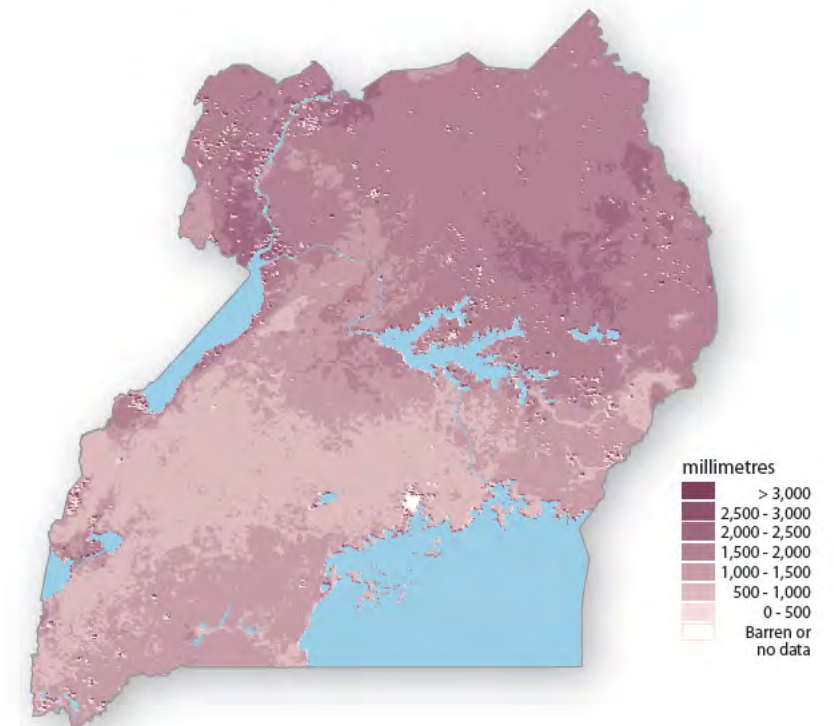 millimetres
> 3,000
2,500 - 3,000
2,000 - 2,500
1,500 - 2,000
1,000 - 1,500
500 - 1,000
0 - 500
Barren or
no data